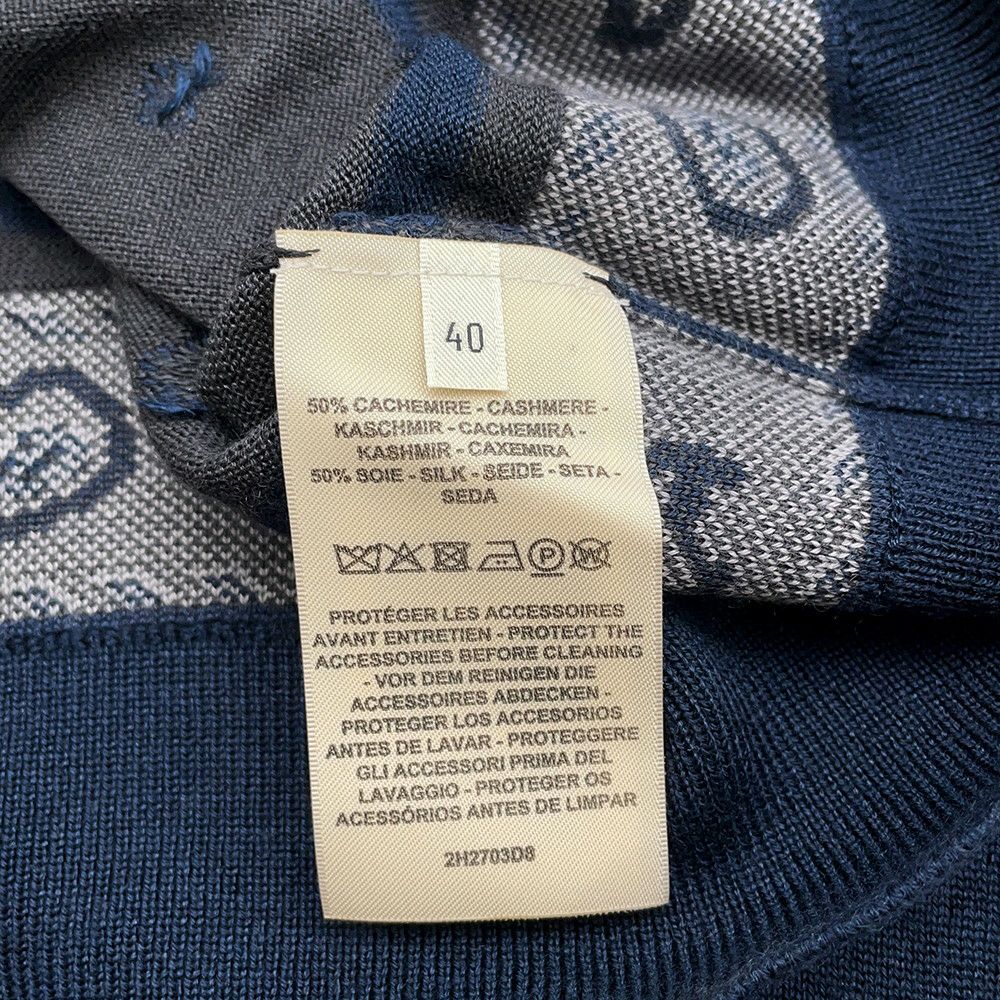 40
50% CACHEMIRE - CASHMERE -
KASCHMIR - CACHEMIRA -
KASHMIR - CAXEMIRA
50% SOIE - SILK - SEIDE - SETA -
SEDA
P W
PROTÉGER LES ACCESSOIRES
AVANT ENTRETIEN - PROTECT THE
ACCESSORIES BEFORE CLEANING
- VOR DEM REINIGEN DIE
ACCESSOIRES ABDECKEN -
PROTEGER LOS ACCESORIOS
ANTES DE LAVAR - PROTEGGERE
GLI ACCESSORI PRIMA DEL
LAVAGGIO - PROTEGER OS
ACESSÓRIOS ANTES DE LIMPAR
2H2703D8